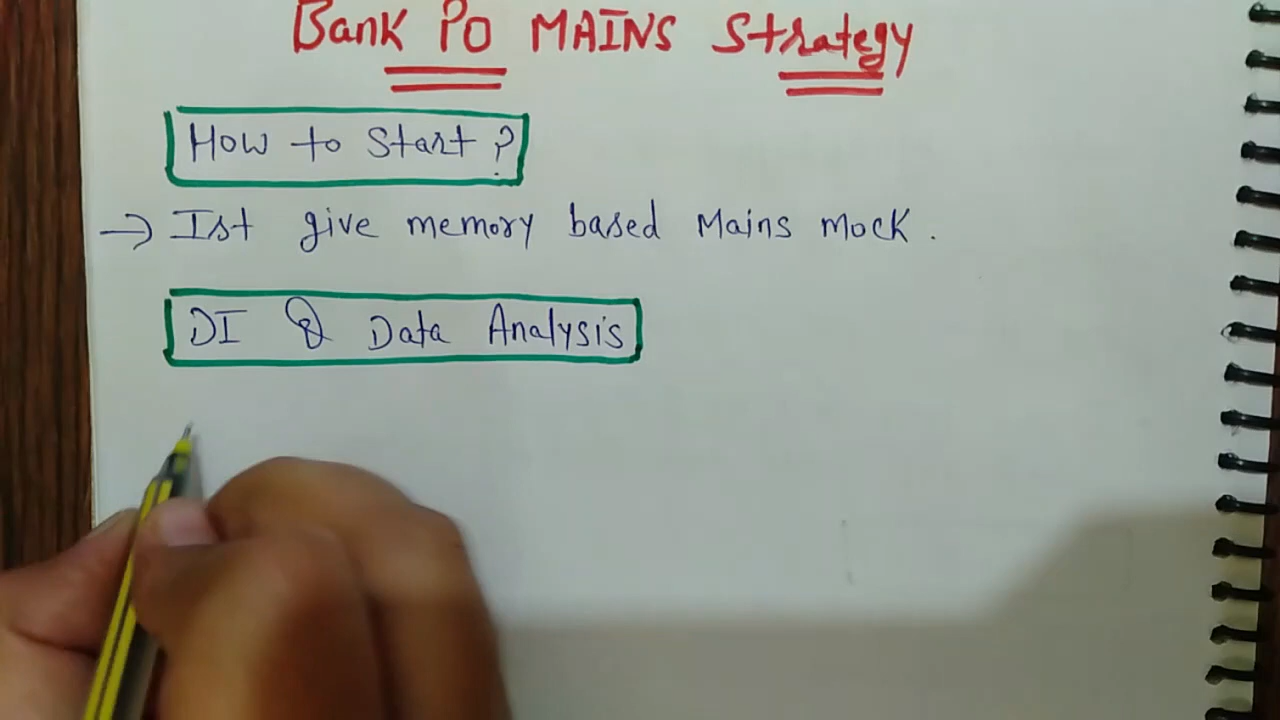 Bank PO MAINS Strategy
How to Start ?
→ Ist give memory based Mains mock.
DI & Data Analysis